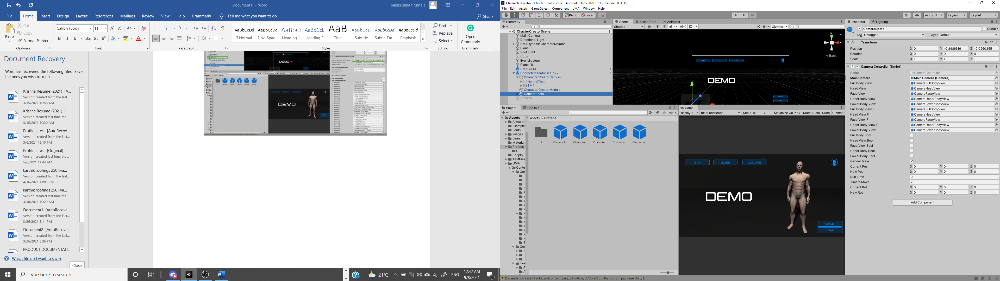 Document1 - Word
balakrishna tirumala
File Home Insert Design Layout References Mailings Review View Help Grammarly Tell me what you want to do Share
Paste
Cut
Copy
Format Painter
Clipboard
Calibri (Body) 11
Font
Paragraph
AaBbCcDd AaBbCcDd AaBbCc AaBbCcD AaB AaBbCcD AaBbCcDd AaBbCcDd
¶ Normal ¶ No Spac... Heading 1 Heading 2 Title Subtitle Subtle Em... Emphasis
Styles
Find
Replace
Select
Editing
Open
Grammarly
Grammarly
Document Recovery
Word has recovered the following files. Save
the ones you wish to keep.
Krishna Resume (2021) [A...
Version created from the last...
3/15/2021 10:58 AM
Krishna Resume (2021) [...
Version created last time the...
3/15/2021 10:30 AM
Profile latest [AutoRecov...
Version created from the last...
5/6/2021 12:10 PM
Profile latest [Original]
Version created last time the...
5/6/2021 11:44 AM
karthik roofings 250 kva...
Version created from the last...
4/16/2021 11:03 PM
karthik roofings 250 kva...
Version created last time the...
4/16/2021 10:29 AM
Document1 [AutoRecove...
Version created from the last...
3/26/2021 8:11 PM
Document2 [AutoRecove...
Version created from the last...
3/26/2021 8:36 PM
PRODUCT DOCUMENTATI...
Which file do I want to save?
Close
DEMO
DEMO
Type here to search
21°C
ENG
12:42 AM
9/8/2021
ChaaracterCreator - ChacterCreatorScene - Android - Unity 2020.3.16f1 Personal <DX11>
File Edit Assets GameObject Component UMA Window Help
Pivot Local
Account Layers Layout
Hierarchy
All
ChacterCreatorScene
Main Camera
Directional Light
UMADynamicCharacterAvatar
Plane
Spot Light
Cube
EventSystem
Plane (1)
UMA_GLIB
CharacterCreatorSetupV2
CharacterCreatorCanvas
NormalText
TMP
CharacterCreatorModule
CameraSpots
Camera
Scene Asset Store Animator
Shaded 2D 0 Gizmos All
y
x
Back
DNA GUISE COLORS
DEMO
SAVE
LOAD
Project Console
15
Assets
Aimation
Example
Fonts
Images
Lean
Material
Prefabs
UI
Scripts
TextMes
UMA
Conte
Cor
F
F
F
F
F
M
M
M
M
M
M
M
M
M
M
M
T
Cor
H
H
H
Exa
A
A
Assets > Prefabs
UI CameraSp... Character... Character... Character... Character...
Game
Display 1 18:9 Landscape Scale 1x Maximize On Play Mute Audio Stats Gizmos
DNA GUISE COLORS
DEMO
SAVE
LOAD
Inspector Lighting
CameraSpots Static
Tag Untagged Layer Default
Transform
Position X 0 Y -0.8486619 Z -0.0260355
Rotation X 0 Y 0 Z 0
Scale X 1 Y 1 Z 1
Camera Controller (Script)
Script CameraController
Main Camera Main Camera (Camera)
Full Body View CameraFullBodyView
Head View CameraHeadView
Face View CameraFaceView
Upper Body View CameraUpperBodyView
Lower Body View CameraLowerBodyView
Full Body View F CameraFullBodyView
Head View F CameraHeadView
Face View F CameraFaceView
Upper Body View F CameraUpperBodyView
Lower Body View F CameraLowerBodyView
Full Body Bool
Head View Bool
Face View Bool
Upper Body Bool
Lower Body Bool
Gender Male
Current Pos X 0 Y 0 Z 0
New Pos X 0 Y 0 Z 0
Run Time 0
Timeto Move 2
Current Rot X 0 Y 0 Z 0
New Rot X 0 Y 0 Z 0
Add Component
Dependency asset Packages/com.unity.ugui/Runtime/UI/Core/Scrollbar.cs is in package Unity UI.